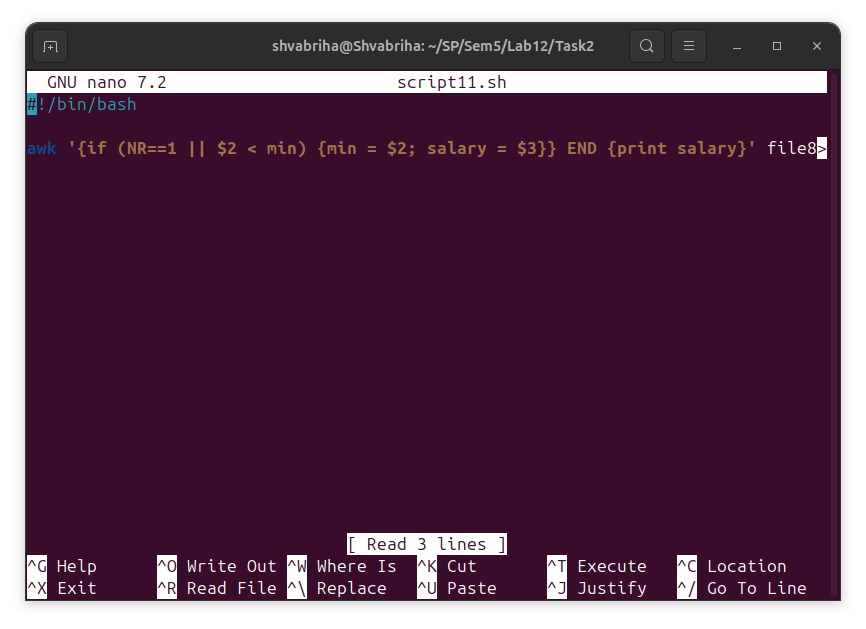 shvabriha@Shvabriha: ~/SP/Sem5/Lab12/Task2
GNU nano 7.2 script11.sh
#!/bin/bash
awk '{if (NR==1 || $2 < min) {min = $2; salary = $3}} END {print salary}' file8>
[ Read 3 lines ]
^G Help ^O Write Out ^W Where Is ^K Cut ^T Execute ^C Location
^X Exit ^R Read File ^\ Replace ^U Paste ^J Justify ^/ Go To Line